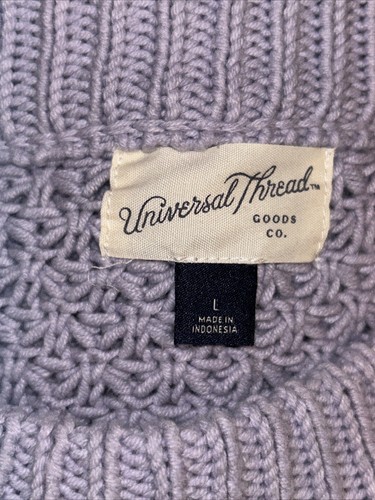 Universal Thread™
GOODS
CO.
L
MADE IN
INDONESIA